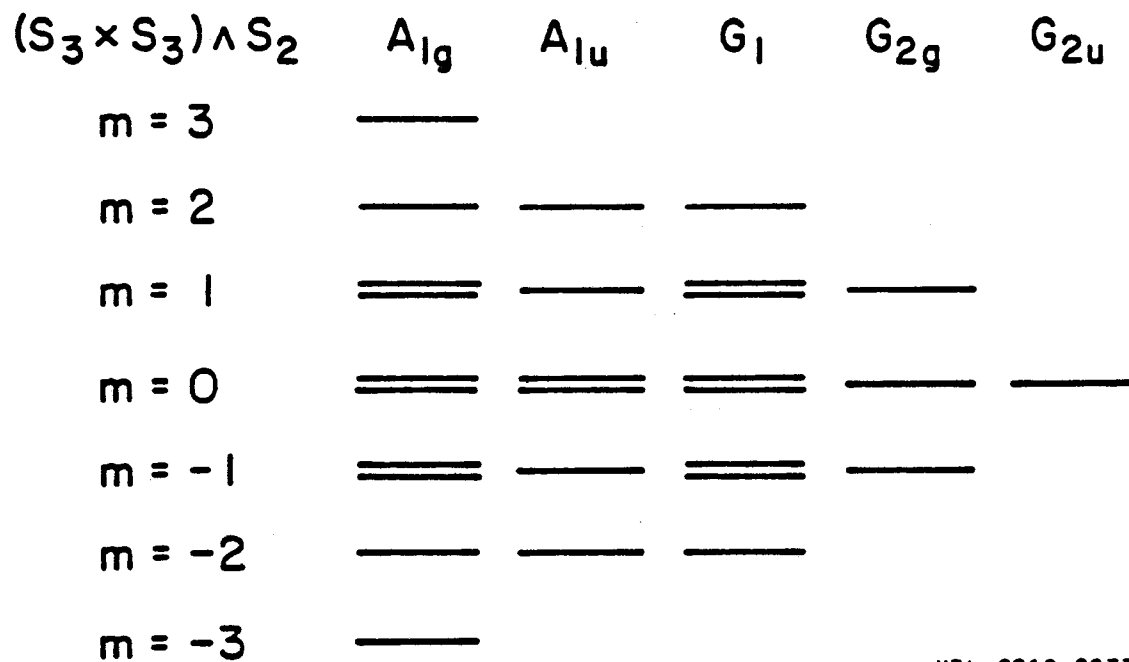 (S₃ × S₃) ∧ S₂ A₁g A₁u G₁ G₂g G₂u
m = 3
m = 2
m = 1
m = 0
m = -1
m = -2
m = -3